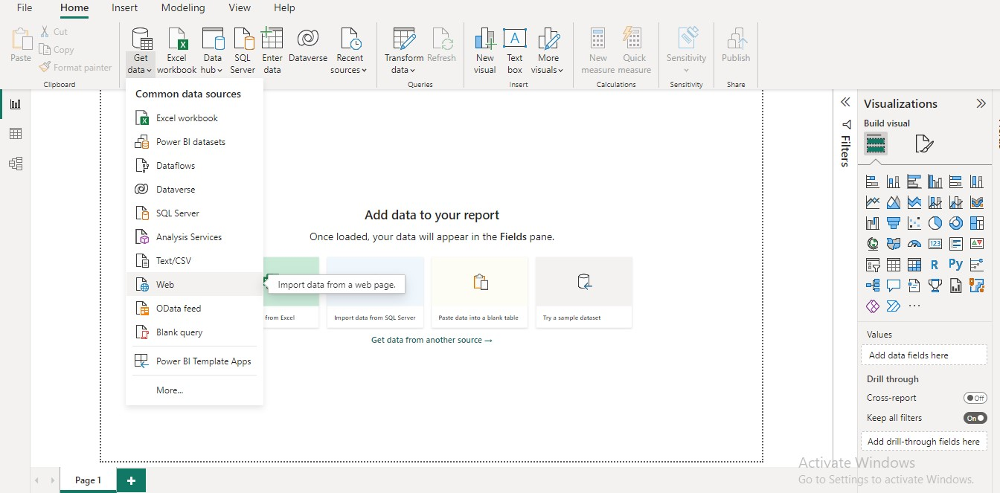 File Home Insert Modeling View Help
Paste
Cut
Copy
Format painter
Clipboard
Get data
Excel workbook
Data hub
SQL Server
Enter data
Dataverse
Recent sources
Transform data
Refresh
Queries
New visual
Text box
More visuals
Insert
New measure
Quick measure
Calculations
Sensitivity
Sensitivity
Publish
Share
Common data sources
Excel workbook
Power BI datasets
Dataflows
Dataverse
SQL Server
Analysis Services
Text/CSV
Web
Import data from a web page.
OData feed
Blank query
Power BI Template Apps
More...
Add data to your report
Once loaded, your data will appear in the Fields pane.
from Excel
Import data from SQL Server
Paste data into a blank table
Try a sample dataset
Get data from another source →
Filters
Visualizations
Build visual
123
R
Py
Values
Add data fields here
Drill through
Cross-report
Off
Keep all filters
On
Add drill-through fields here
Activate Windows
Go to Settings to activate Windows.
Page 1